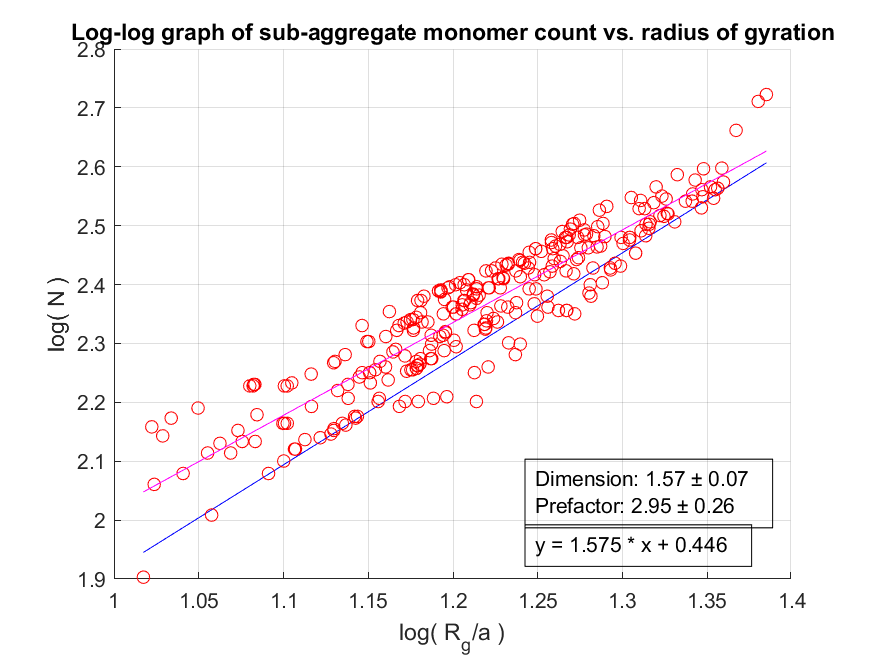 Log-log graph of sub-aggregate monomer count vs. radius of gyration
2.8
2.7
2.6
2.5
2.4
2.3
2.2
2.1
2
1.9
log( N )
Dimension: 1.57 ± 0.07
Prefactor: 2.95 ± 0.26
y = 1.575 * x + 0.446
1 1.05 1.1 1.15 1.2 1.25 1.3 1.35 1.4
log( Rg/a )